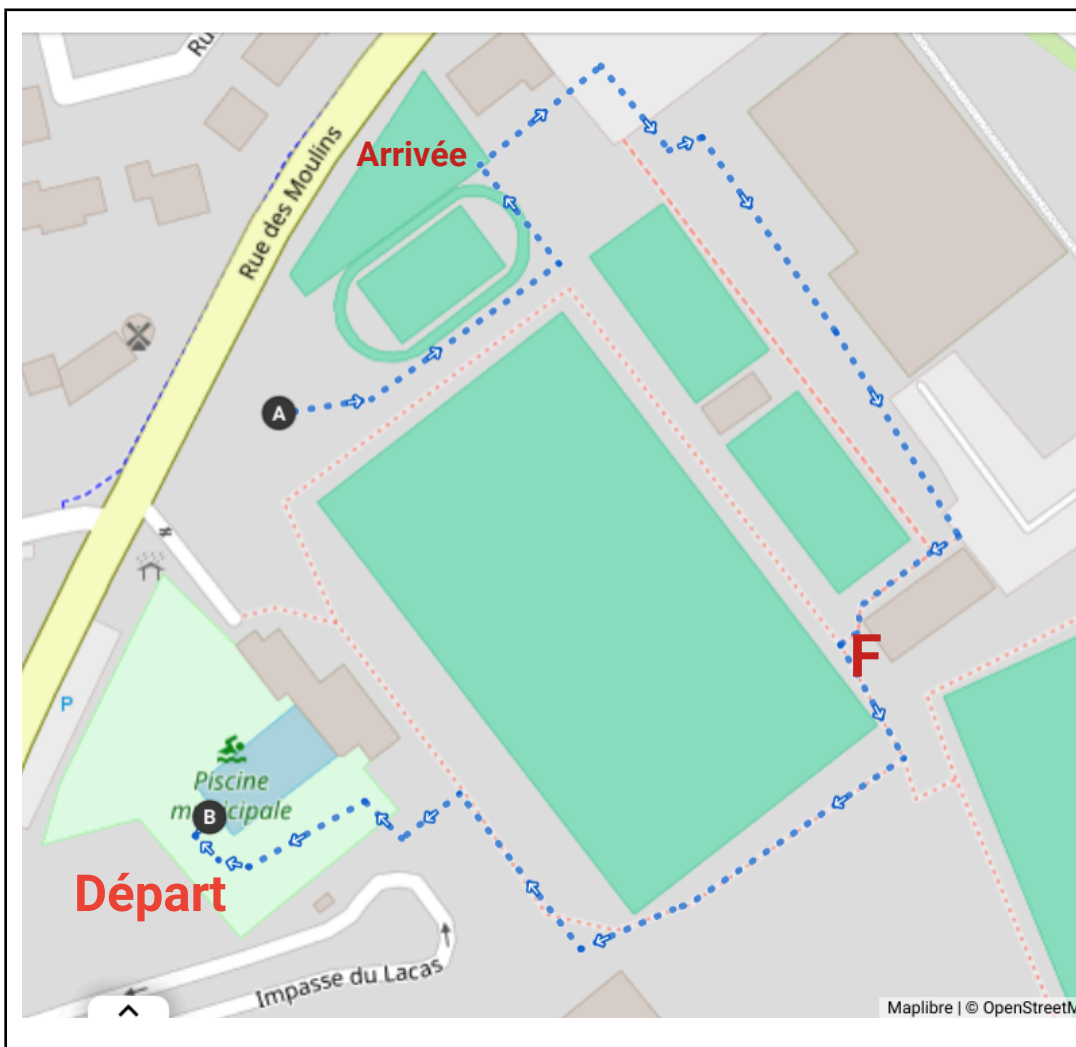 Ru
Rue des Moulins
Arrivée
A
F
P
Piscine
municipale
B
Départ
Impasse du Lacas
Maplibre | © OpenStreetM